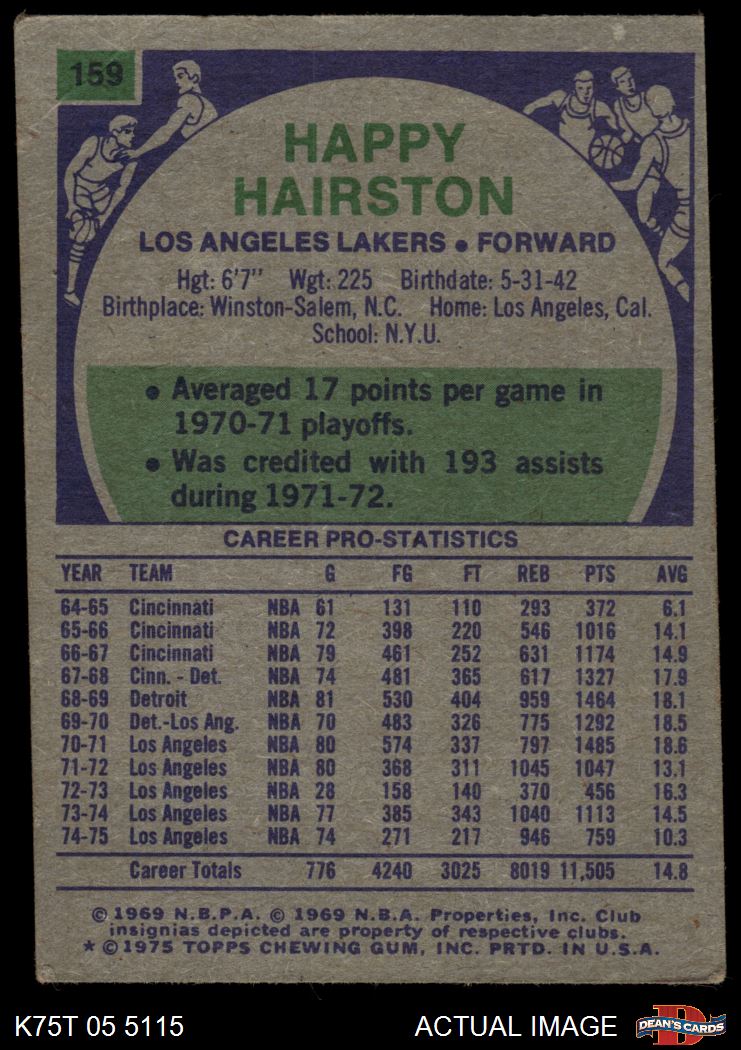 159
HAPPY
HAIRSTON
LOS ANGELES LAKERS • FORWARD
Hgt: 6'7" Wgt: 225 Birthdate: 5-31-42
Birthplace: Winston-Salem, N.C. Home: Los Angeles, Cal.
School: N.Y.U.
• Averaged 17 points per game in
1970-71 playoffs.
• Was credited with 193 assists
during 1971-72.
CAREER PRO-STATISTICS
YEAR TEAM G FG FT REB PTS AVG
64-65 Cincinnati NBA 61 131 110 293 372 6.1
65-66 Cincinnati NBA 72 398 220 546 1016 14.1
66-67 Cincinnati NBA 79 461 252 631 1174 14.9
67-68 Cinn. - Det. NBA 74 481 365 617 1327 17.9
68-69 Detroit NBA 81 530 404 959 1464 18.1
69-70 Det.-Los Ang. NBA 70 483 326 775 1292 18.5
70-71 Los Angeles NBA 80 574 337 797 1485 18.6
71-72 Los Angeles NBA 80 368 311 1045 1047 13.1
72-73 Los Angeles NBA 28 158 140 370 456 16.3
73-74 Los Angeles NBA 77 385 343 1040 1113 14.5
74-75 Los Angeles NBA 74 271 217 946 759 10.3
Career Totals 776 4240 3025 8019 11,505 14.8
© 1969 N.B.P.A. © 1969 N.B.A. Properties, Inc. Club
insignias depicted are property of respective clubs.
* © 1975 TOPPS CHEWING GUM, INC. PRTD. IN U.S.A.
K75T 05 5115 ACTUAL IMAGE DEAN'S CARDS